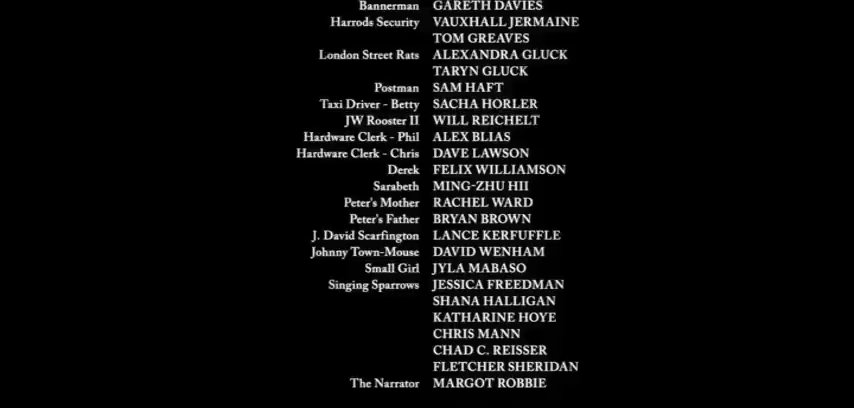 Bannerman GARETH DAVIES
Harrods Security VAUXHALL JERMAINE
TOM GREAVES
London Street Rats ALEXANDRA GLUCK
TARYN GLUCK
Postman SAM HAFT
Taxi Driver - Betty SACHA HORLER
JW Rooster II WILL REICHELT
Hardware Clerk - Phil ALEX BLIAS
Hardware Clerk - Chris DAVE LAWSON
Derek FELIX WILLIAMSON
Sarabeth MING-ZHU HII
Peter's Mother RACHEL WARD
Peter's Father BRYAN BROWN
J. David Scarfington LANCE KERFUFFLE
Johnny Town-Mouse DAVID WENHAM
Small Girl JYLA MABASO
Singing Sparrows JESSICA FREEDMAN
SHANA HALLIGAN
KATHARINE HOYE
CHRIS MANN
CHAD C. REISSER
FLETCHER SHERIDAN
The Narrator MARGOT ROBBIE